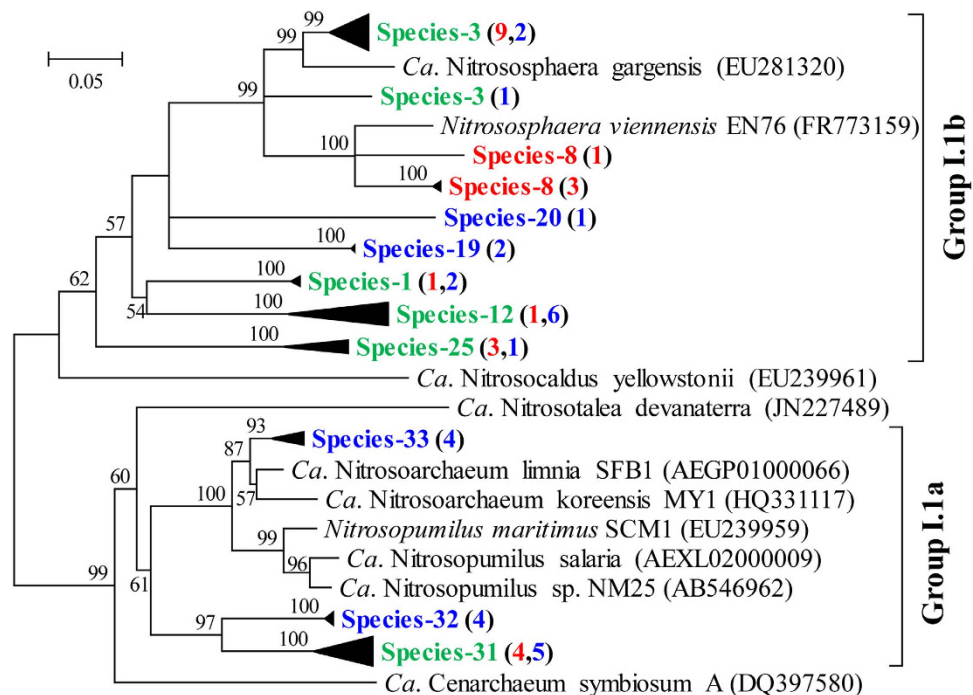 99
99
Species-3 (9,2)
0.05
Ca. Nitrososphaera gargensis (EU281320)
99
Species-3 (1)
Nitrososphaera viennensis EN76 (FR773159)
100
Species-8 (1)
100
Species-8 (3)
Species-20 (1)
57
100
Species-19 (2)
62
100
Species-1 (1,2)
54
100
Species-12 (1,6)
100
Species-25 (3,1)
Group I.1b
Ca. Nitrosocaldus yellowstonii (EU239961)
Ca. Nitrosotalea devanaterra (JN227489)
93
Species-33 (4)
87
60
Ca. Nitrosoarchaeum limnia SFB1 (AEGP01000066)
100
57
Ca. Nitrosoarchaeum koreensis MY1 (HQ331117)
Nitrosopumilus maritimus SCM1 (EU239959)
99
Ca. Nitrosopumilus salaria (AEXL02000009)
96
99
61
Ca. Nitrosopumilus sp. NM25 (AB546962)
100
Species-32 (4)
97
100
Species-31 (4,5)
Group I.1a
Ca. Cenarchaeum symbiosum A (DQ397580)